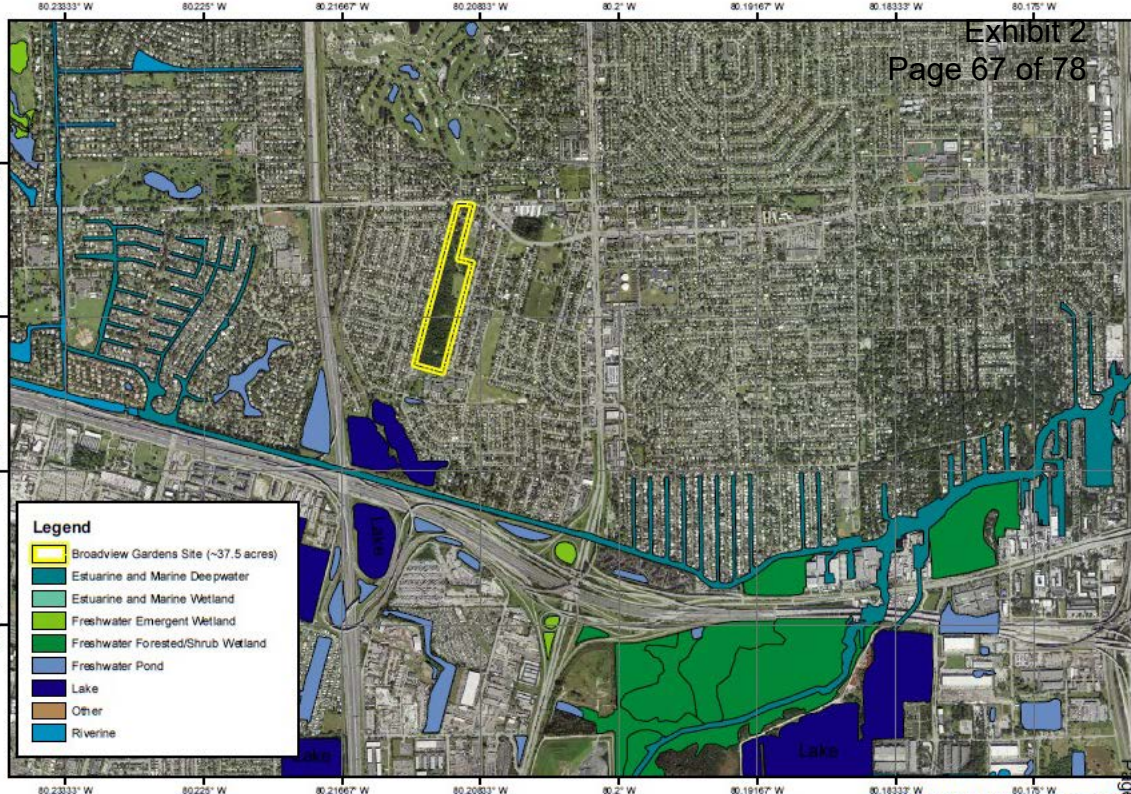 80.23333° W 80.225° W 80.21667° W 80.20833° W 80.2° W 80.19167° W 80.18333° W 80.175° W
Exhibit 2
Page 67 of 78
Lake
Legend
Broadview Gardens Site (~37.5 acres)
Estuarine and Marine Deepwater
Estuarine and Marine Wetland
Freshwater Emergent Wetland
Freshwater Forested/Shrub Wetland
Freshwater Pond
Lake
Other
Riverine
Lake
Lake
Page
80.23333° W 80.225° W 80.21667° W 80.20833° W 80.2° W 80.19167° W 80.18333° W 80.175° W